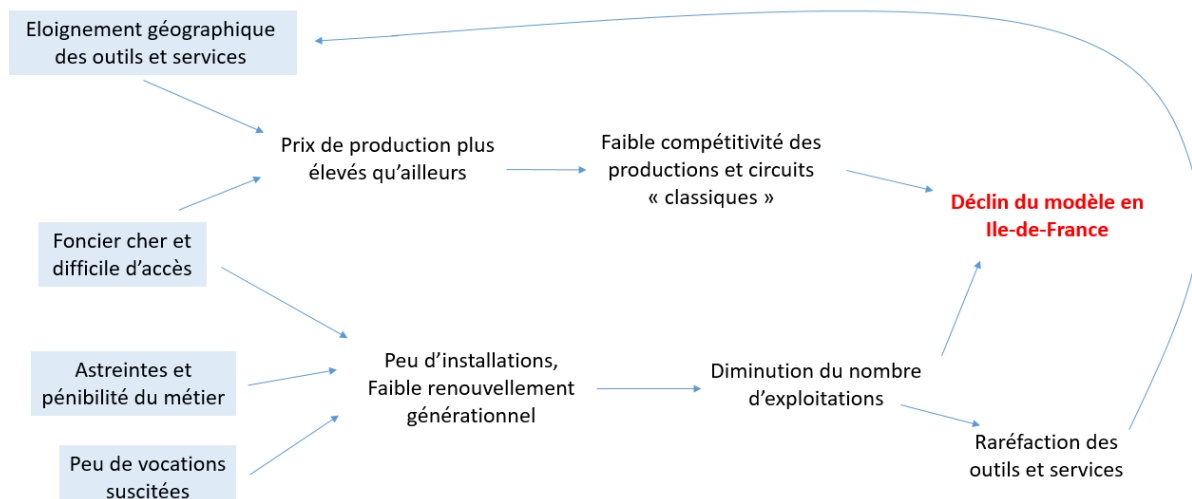 Eloignement géographique
des outils et services
Prix de production plus
élevés qu’ailleurs
Faible compétitivité des
productions et circuits
« classiques »
Déclin du modèle en
Ile-de-France
Foncier cher et
difficile d’accès
Astreintes et
pénibilité du métier
Peu d’installations,
Faible renouvellement
générationnel
Diminution du nombre
d’exploitations
Peu de vocations
suscitées
Raréfaction des
outils et services